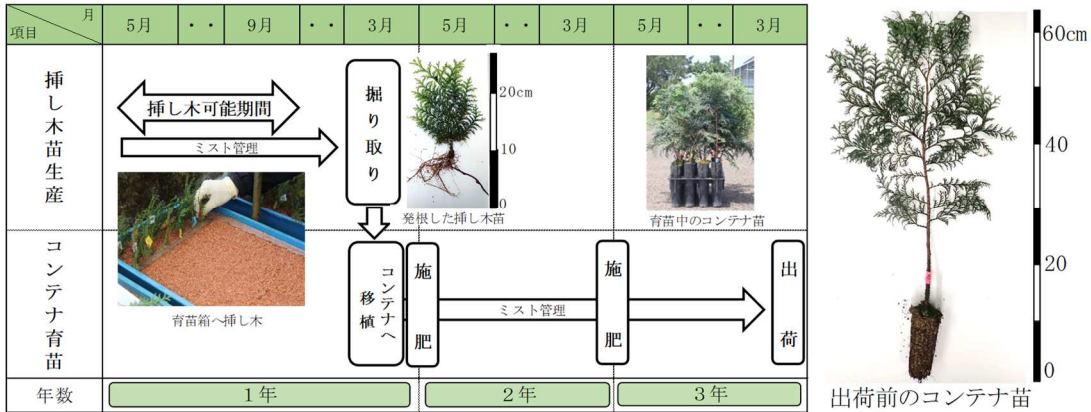 月
項目
5月
・・
9月
・・
3月
5月
・・
3月
5月
・・
3月
挿し木苗生産
挿し木可能期間
ミスト管理
掘り取り
20cm
10
0
発根した挿し木苗
育苗中のコンテナ苗
育苗箱へ挿し木
コンテナ育苗
コンテナへ
移植
施肥
ミスト管理
施肥
出荷
年数
1年
2年
3年
60cm
40
20
0
出荷前のコンテナ苗